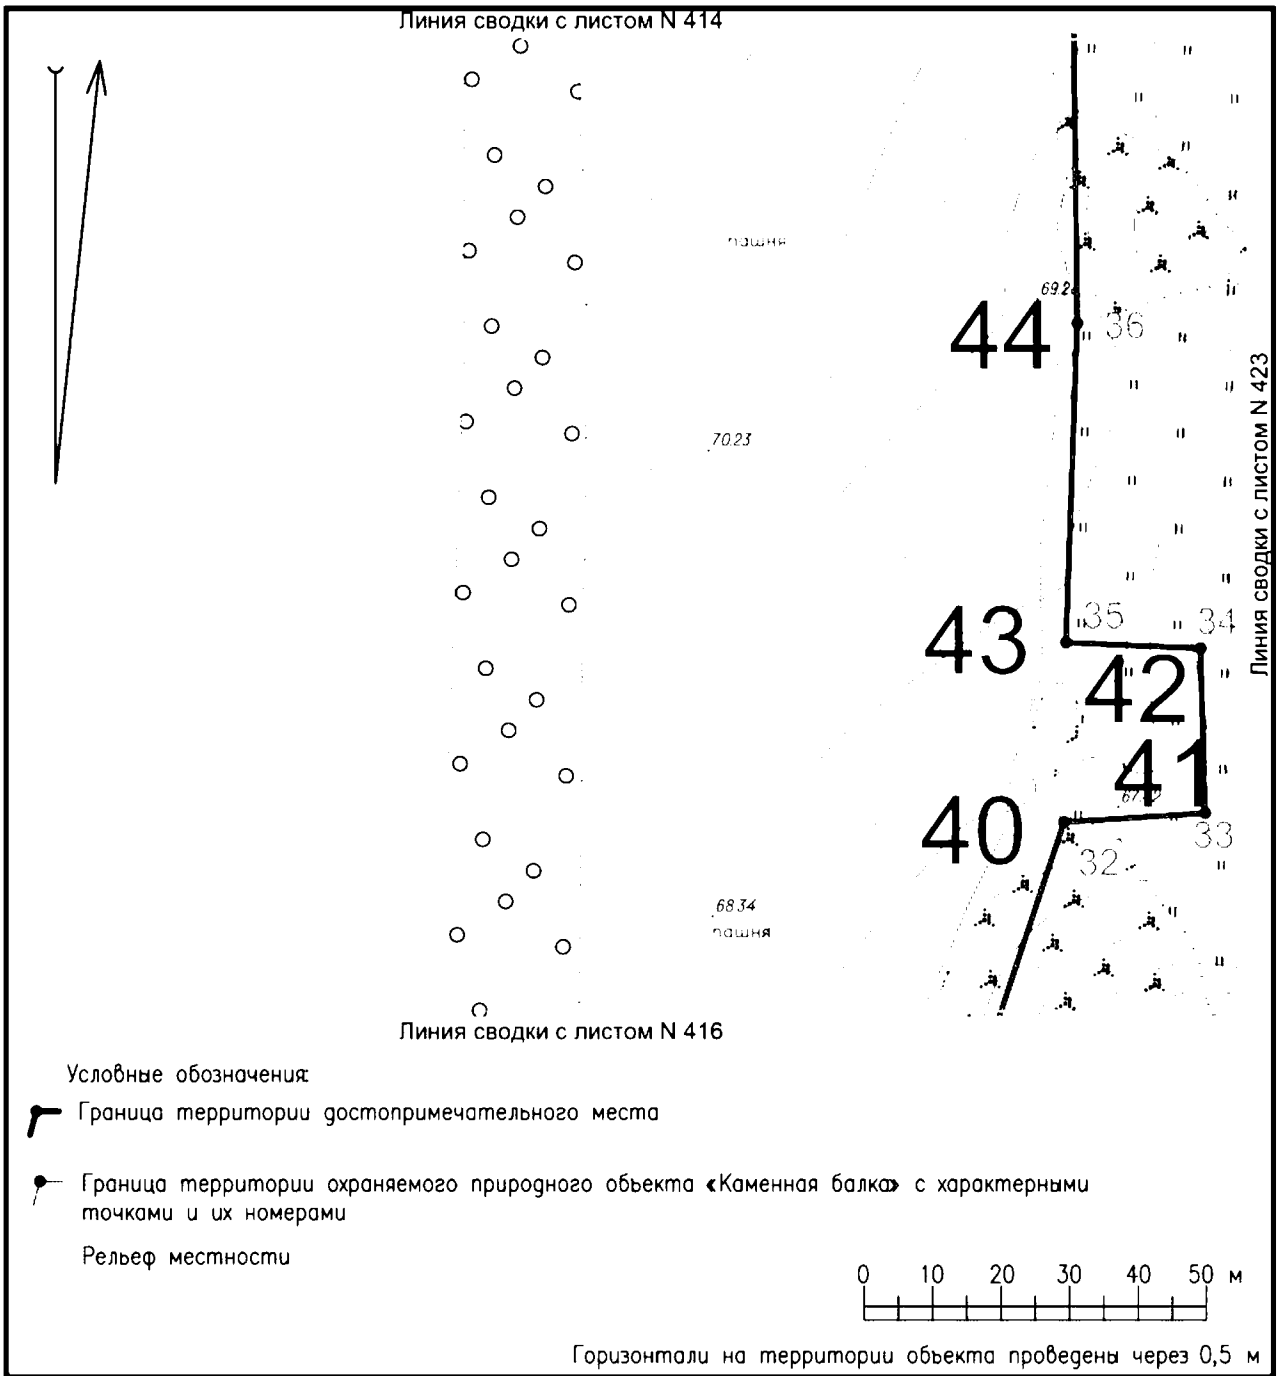 Линия сводки с листом N 414
пашня
69.2
44
36
Линия сводки с листом N 423
70.23
35
34
43
42
41
40
33
32
68.34
пашня
Линия сводки с листом N 416
Условные обозначения:
Граница территории достопримечательного места
Граница территории охраняемого природного объекта «Каменная балка» с характерными
точками и их номерами
Рельеф местности
0 10 20 30 40 50 м
Горизонтали на территории объекта проведены через 0,5 м